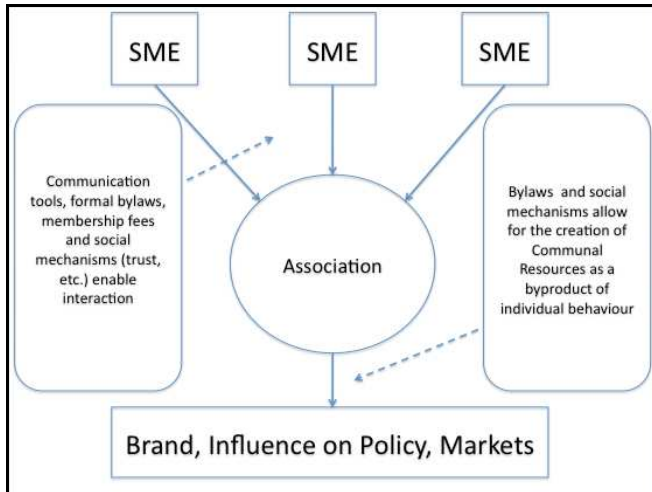 SME
SME
SME
Communication
tools, formal bylaws,
membership fees
and social
mechanisms (trust,
etc.) enable
interaction
Association
Bylaws and social
mechanisms allow
for the creation of
Communal
Resources as a
byproduct of
individual behaviour
Brand, Influence on Policy, Markets